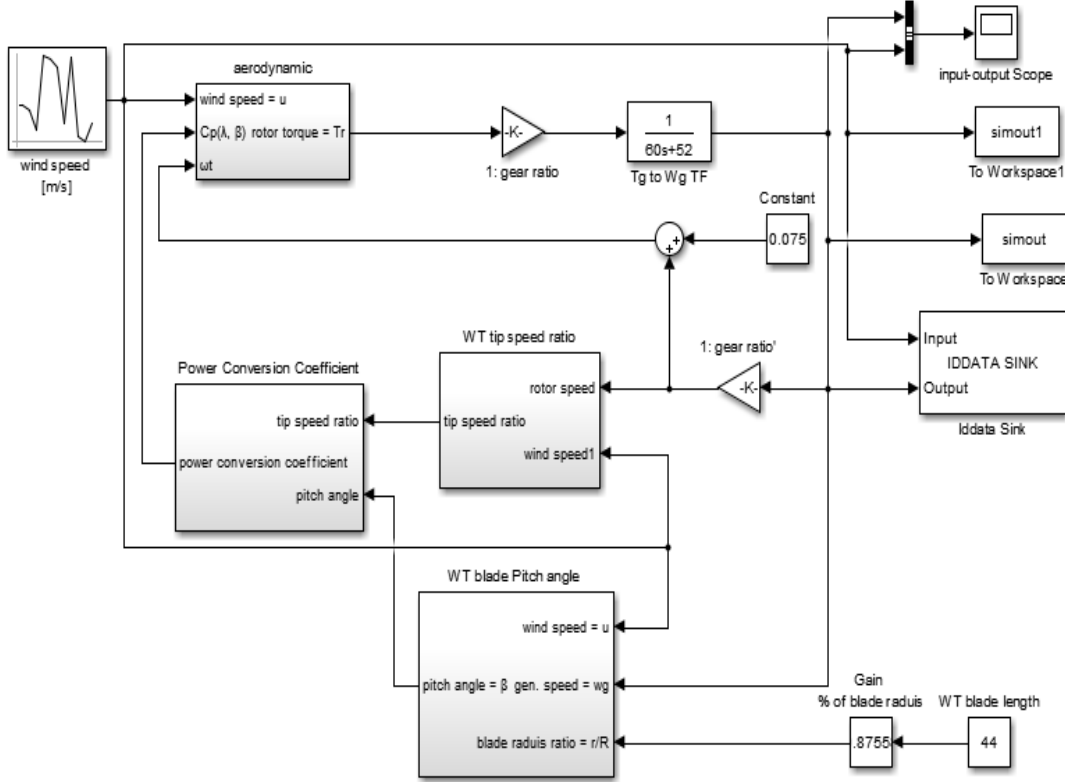 input-output Scope
aerodynamic
wind speed = u
Cp(λ, β) rotor torque = Tr
ωt
wind speed
[m/s]
-K-
1: gear ratio
1
60s+52
Tg to Wg TF
simout1
To Workspace1
Constant
0.075
simout
To Workspace
WT tip speed ratio
rotor speed
tip speed ratio
wind speed1
1: gear ratio'
-K-
Input
IDDATA SINK
Output
Iddata Sink
Power Conversion Coefficient
tip speed ratio
power conversion coefficient
pitch angle
WT blade Pitch angle
wind speed = u
pitch angle = β gen. speed = wg
blade raduis ratio = r/R
Gain
% of blade raduis
.8755
WT blade length
44